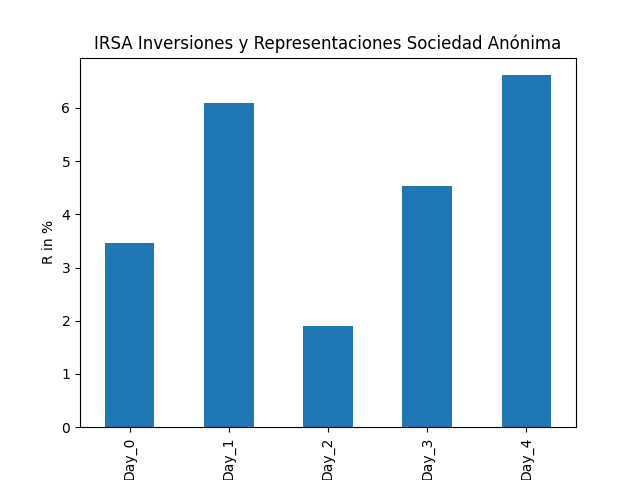 IRSA Inversiones y Representaciones Sociedad Anónima
R in %
6
5
4
3
2
1
0
Day_0
Day_1
Day_2
Day_3
Day_4